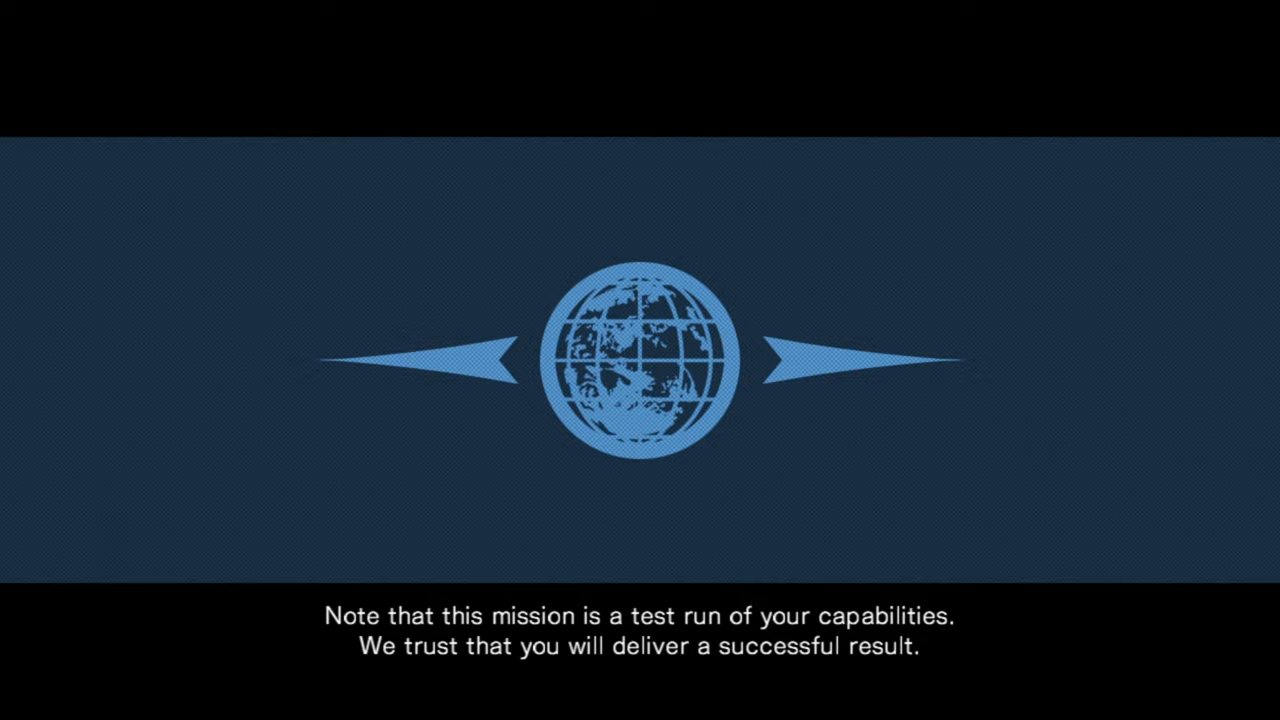 Note that this mission is a test run of your capabilities.
We trust that you will deliver a successful result.